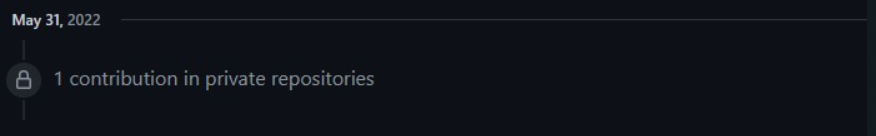 May 31, 2022
1 contribution in private repositories